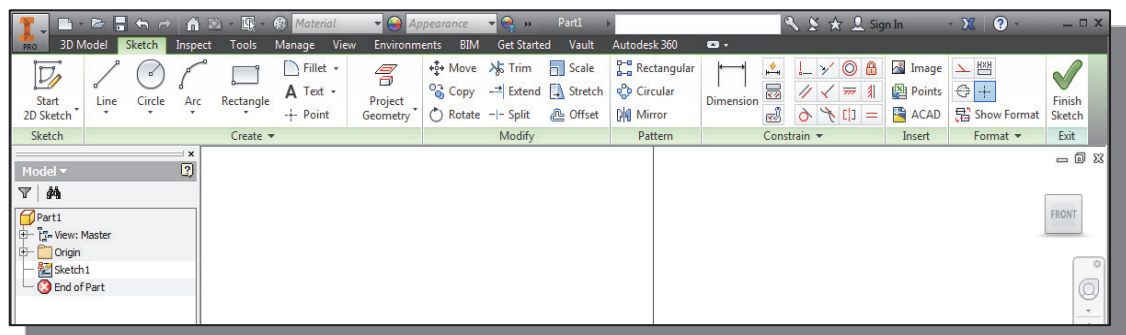 PRO Material Appearance Part1 Sign In
3D Model Sketch Inspect Tools Manage View Environments BIM Get Started Vault Autodesk 360
Start 2D Sketch Line Circle Arc Rectangle Fillet Text Point Project Geometry
Move Trim Scale
Copy Extend Stretch
Rotate Split Offset
Rectangular
Circular
Mirror
Dimension
Image
Points
ACAD
Show Format
Finish Sketch
Sketch Create Modify Pattern Constrain Insert Format Exit
Model
Part1
View: Master
Origin
Sketch1
End of Part
FRONT